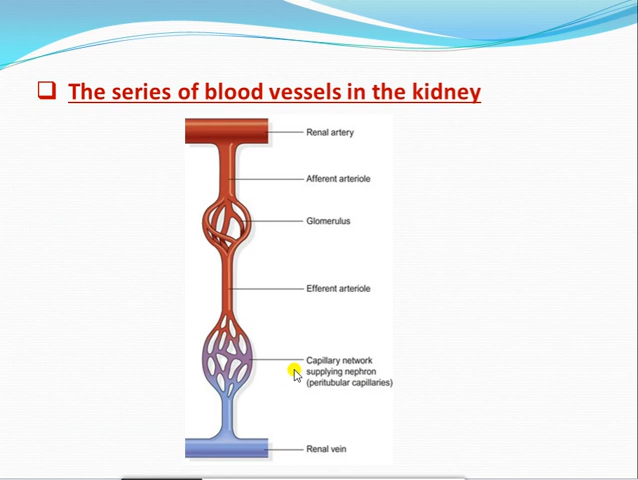 The series of blood vessels in the kidney
Renal artery
Afferent arteriole
Glomerulus
Efferent arteriole
Capillary network
supplying nephron
(peritubular capillaries)
Renal vein